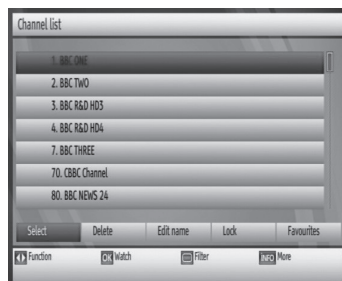 Channel list
1. BBC ONE
2. BBC TWO
3. BBC R&D HD3
4. BBC R&D HD4
7. BBC THREE
70. CBBC Channel
80. BBC NEWS 24
Select Delete Edit name Lock Favourites
Function OK Watch Filter INFO More